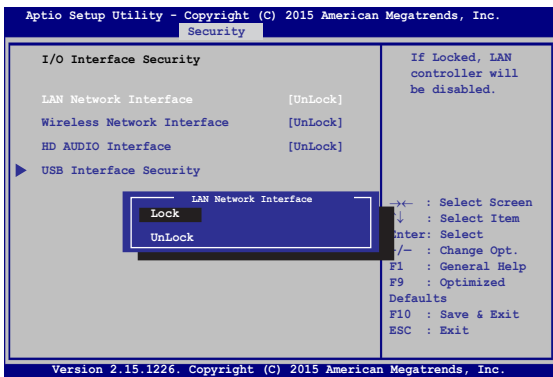 Aptio Setup Utility - Copyright (C) 2015 American Megatrends, Inc.
Security
I/O Interface Security
LAN Network Interface [UnLock]
Wireless Network Interface [UnLock]
HD AUDIO Interface [UnLock]
USB Interface Security
LAN Network Interface
Lock
UnLock
If Locked, LAN
controller will
be disabled.
→← : Select Screen
↑↓ : Select Item
Enter: Select
+/— : Change Opt.
F1 : General Help
F9 : Optimized
Defaults
F10 : Save & Exit
ESC : Exit
Version 2.15.1226. Copyright (C) 2015 American Megatrends, Inc.